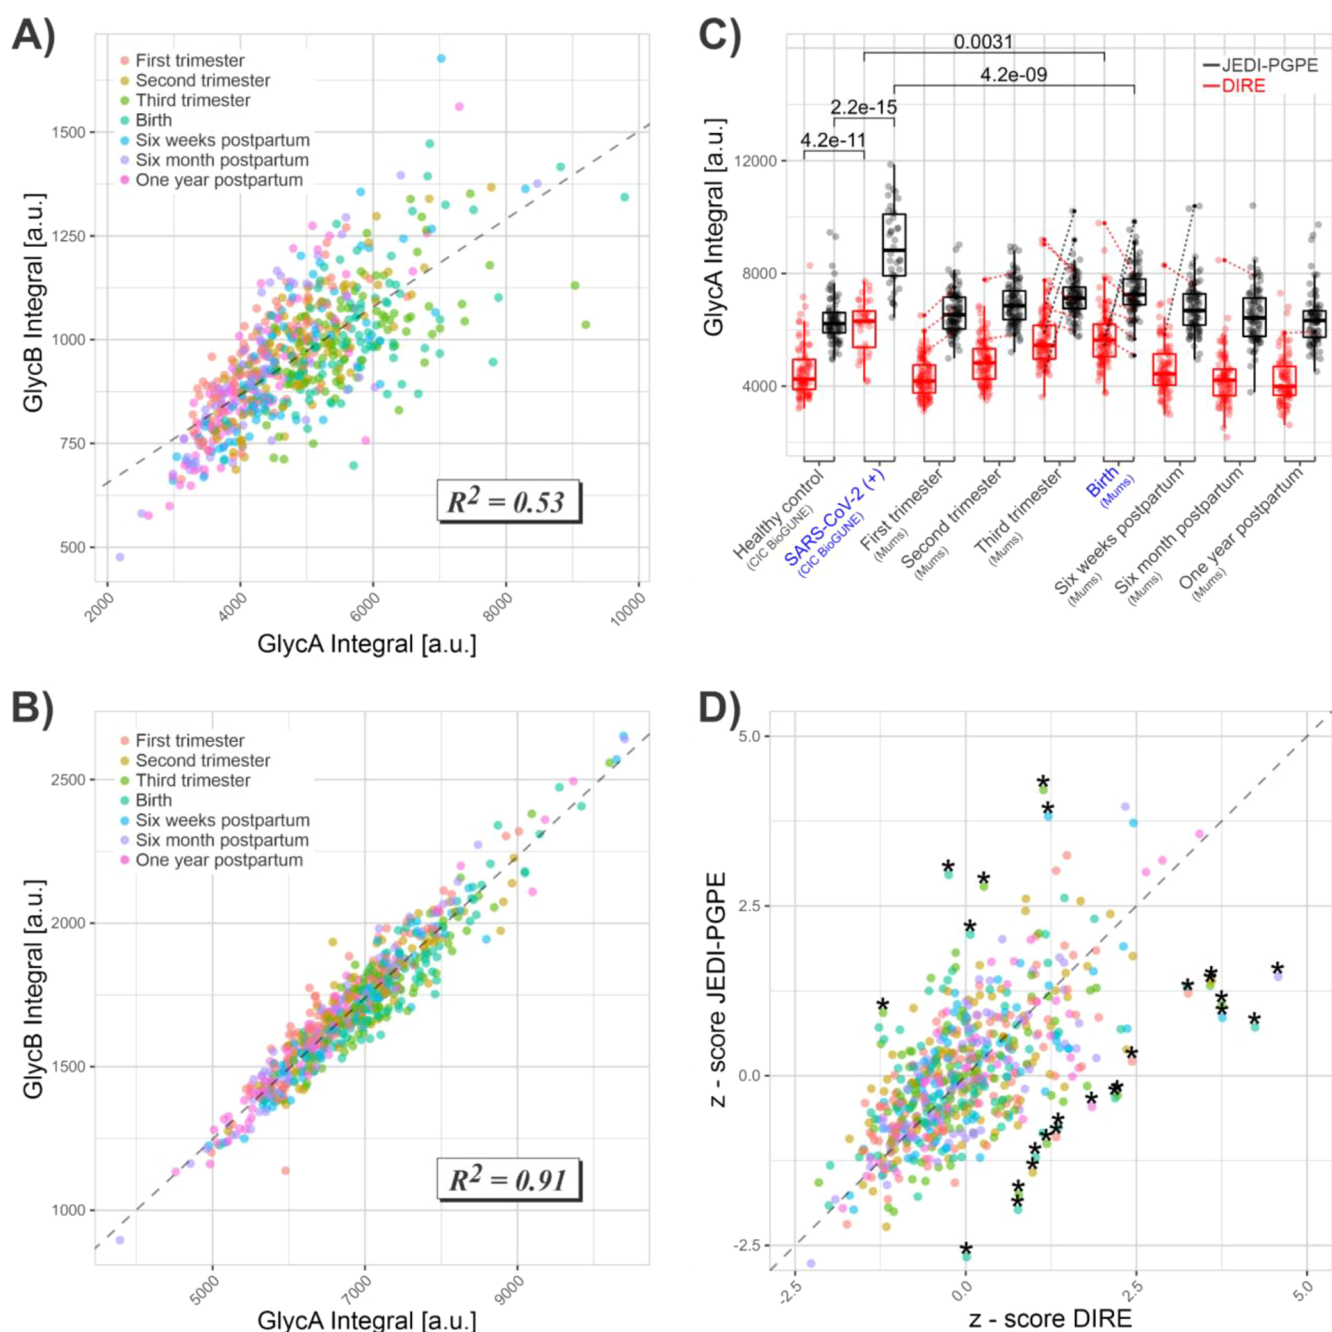 A)
First trimester
Second trimester
Third trimester
Birth
Six weeks postpartum
Six month postpartum
One year postpartum
GlycB Integral [a.u.]
1500
1250
1000
750
500
R² = 0.53
2000
4000
6000
8000
10000
GlycA Integral [a.u.]
B)
First trimester
Second trimester
Third trimester
Birth
Six weeks postpartum
Six month postpartum
One year postpartum
GlycB Integral [a.u.]
2500
2000
1500
1000
R² = 0.91
5000
7000
9000
GlycA Integral [a.u.]
C)
0.0031
4.2e-09
2.2e-15
4.2e-11
JEDI-PGPE
DIRE
GlycA Integral [a.u.]
12000
8000
4000
Healthy control
(CIC BioGUNE)
SARS-CoV-2 (+)
(CIC BioGUNE)
First trimester
(Mums)
Second trimester
(Mums)
Third trimester
(Mums)
Birth
(Mums)
Six weeks postpartum
(Mums)
Six month postpartum
(Mums)
One year postpartum
(Mums)
D)
z - score JEDI-PGPE
5.0
2.5
0.0
-2.5
-2.5
0.0
2.5
5.0
z - score DIRE